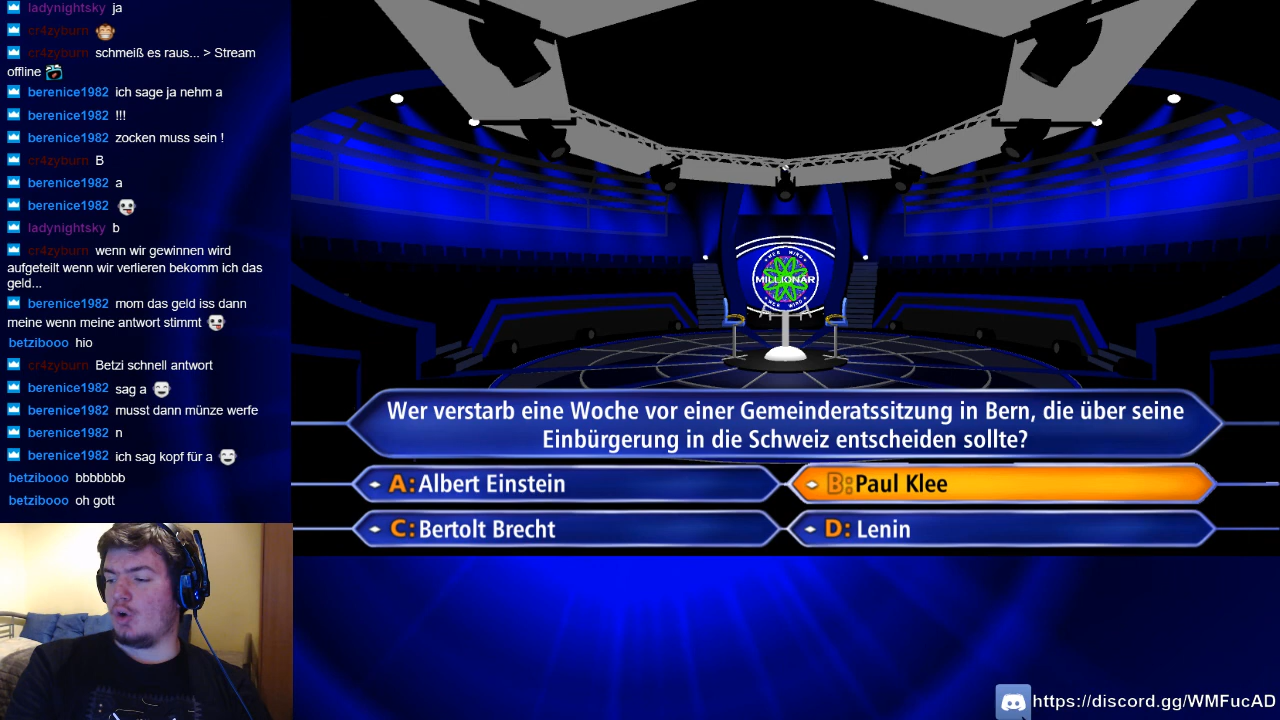 ladynightsky ja
cr4zyburn
cr4zyburn schmeiß es raus... > Stream
offline
berenice1982 ich sage ja nehm a
berenice1982 !!!
berenice1982 zocken muss sein !
cr4zyburn B
berenice1982 a
berenice1982
ladynightsky b
cr4zyburn wenn wir gewinnen wird
aufgeteilt wenn wir verlieren bekomm ich das
geld...
berenice1982 mom das geld iss dann
meine wenn meine antwort stimmt
betzibooo hio
cr4zyburn Betzi schnell antwort
berenice1982 sag a
berenice1982 musst dann münze werfe
berenice1982 n
berenice1982 ich sag kopf für a
betzibooo bbbbbbb
betzibooo oh gott
WER WIRD
MILLIONÄR
WER WIRD
Wer verstarb eine Woche vor einer Gemeinderatssitzung in Bern, die über seine
Einbürgerung in die Schweiz entscheiden sollte?
A: Albert Einstein
B: Paul Klee
C: Bertolt Brecht
D: Lenin
https://discord.gg/WMFucAD